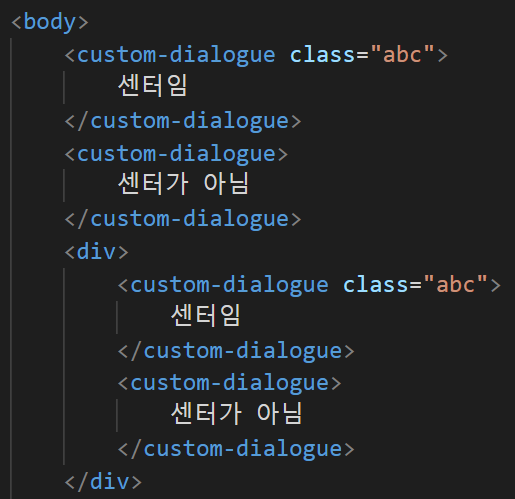 <body>
<custom-dialogue class="abc">
센터임
</custom-dialogue>
<custom-dialogue>
센터가 아님
</custom-dialogue>
<div>
<custom-dialogue class="abc">
센터임
</custom-dialogue>
<custom-dialogue>
센터가 아님
</custom-dialogue>
</div>